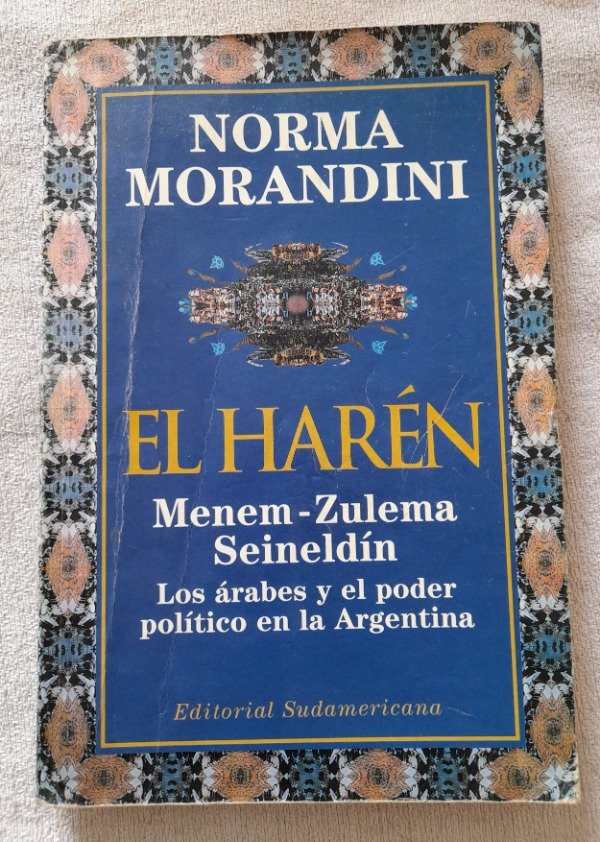 NORMA
MORANDINI
EL HARÉN
Menem - Zulema
Seineldín
Los árabes y el poder
político en la Argentina
Editorial Sudamericana